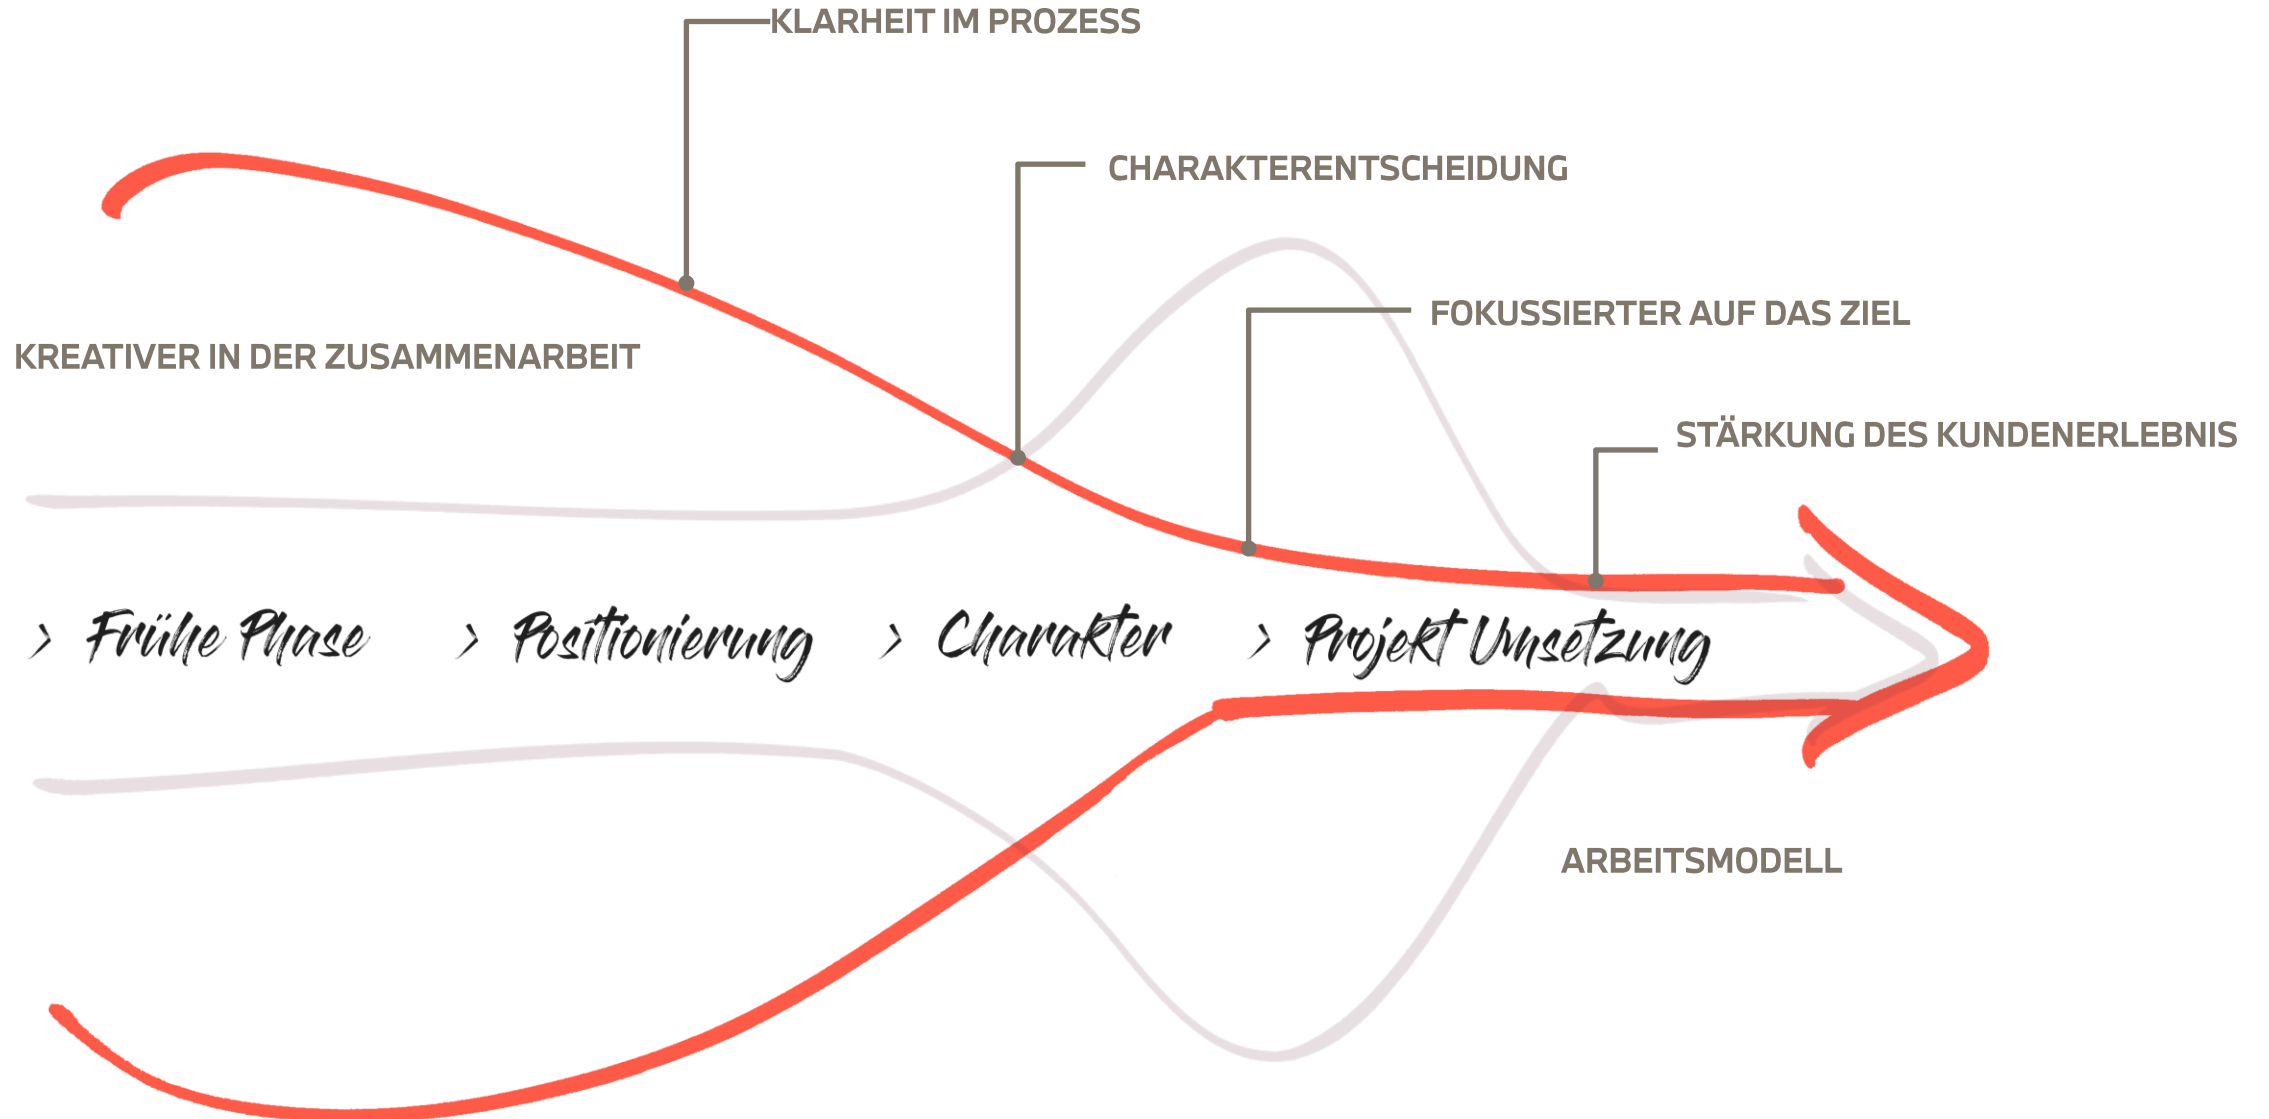 KLARHEIT IM PROZESS
CHARAKTERENTSCHEIDUNG
FOKUSSIERTER AUF DAS ZIEL
KREATIVER IN DER ZUSAMMENARBEIT
STÄRKUNG DES KUNDENERLEBNIS
> Frühe Phase > Positionierung > Charakter > Projekt Umsetzung
ARBEITSMODELL